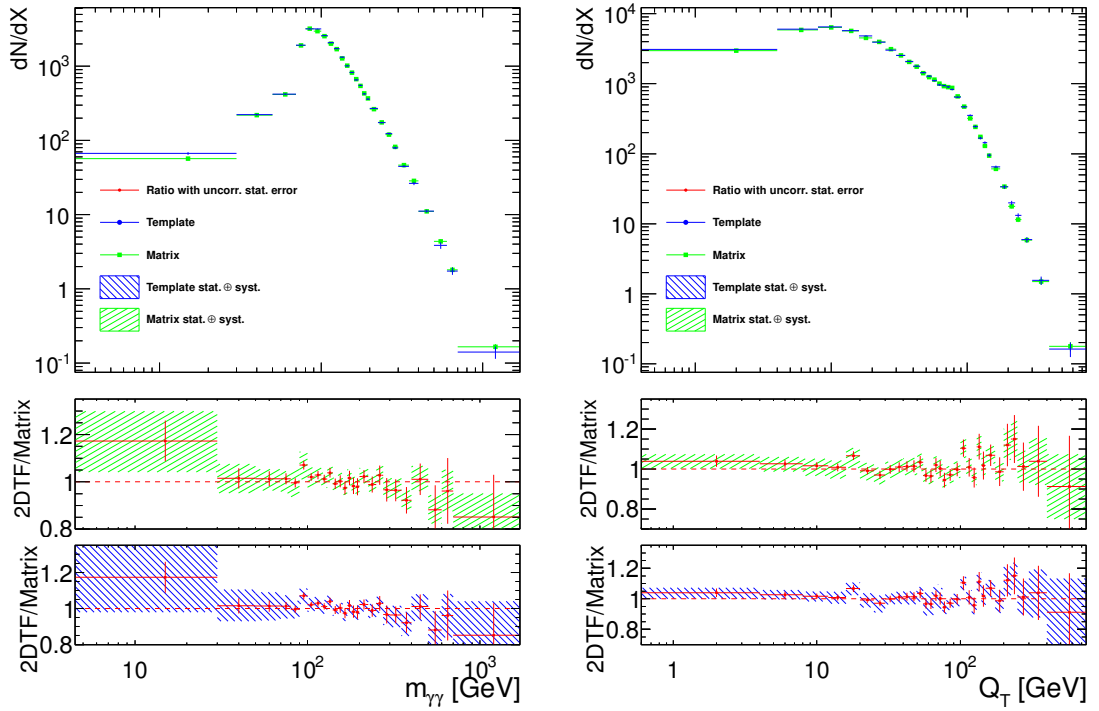 dN/dX
10³
10²
10
1
10⁻¹
Ratio with uncorr. stat. error
Template
Matrix
Template stat. ⊕ syst.
Matrix stat. ⊕ syst.
2DTF/Matrix
1.2
1
0.8
2DTF/Matrix
1.2
1
0.8
10 10² 10³
m_γγ [GeV]
dN/dX
10⁴
10³
10²
10
1
10⁻¹
Ratio with uncorr. stat. error
Template
Matrix
Template stat. ⊕ syst.
Matrix stat. ⊕ syst.
2DTF/Matrix
1.2
1
0.8
2DTF/Matrix
1.2
1
0.8
1 10 10²
Q_T [GeV]